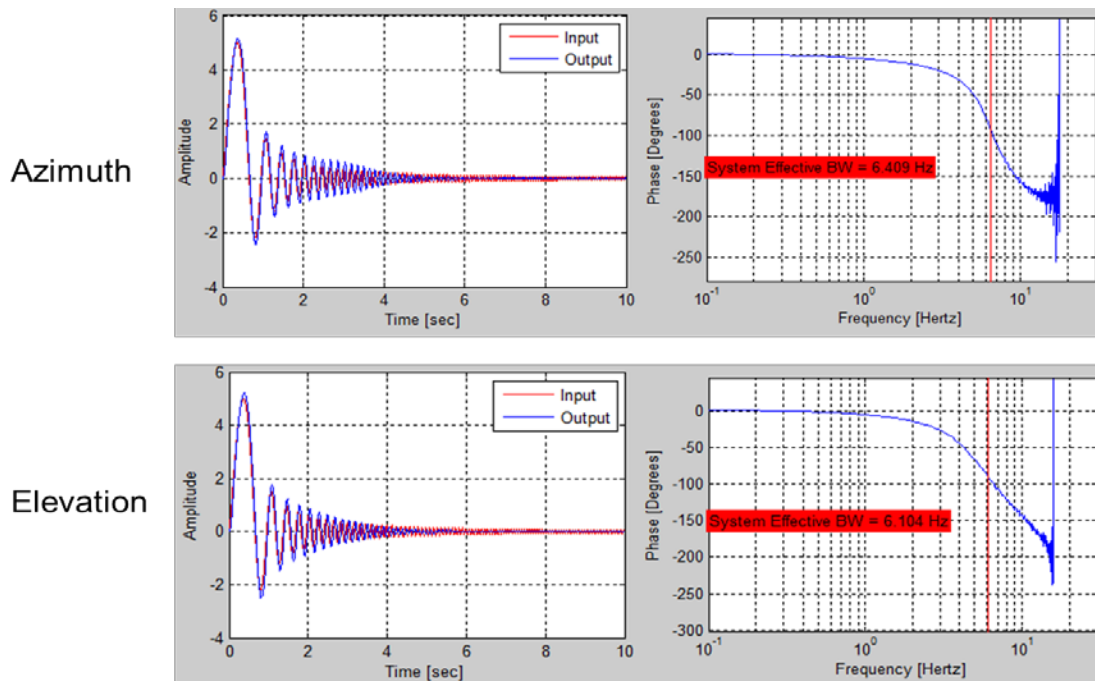 Azimuth
6
4
2
0
-2
-4
Amplitude
0 2 4 6 8 10
Time [sec]
Input
Output
0
-50
-100
-150
-200
-250
Phase [Degrees]
System Effective BW = 6.409 Hz
10^-1 10^0 10^1
Frequency [Hertz]
Elevation
6
4
2
0
-2
-4
Amplitude
0 2 4 6 8 10
Time [sec]
Input
Output
0
-50
-100
-150
-200
-250
-300
Phase [Degrees]
System Effective BW = 6.104 Hz
10^-1 10^0 10^1
Frequency [Hertz]